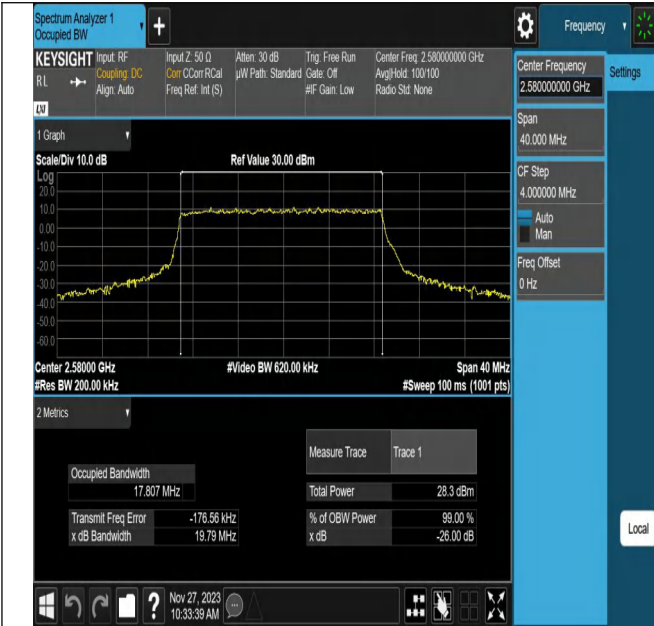 Spectrum Analyzer 1
Occupied BW
+
Frequency
KEYSIGHT
RL
LXI
Input: RF
Coupling: DC
Align: Auto
Input Z: 50 Ω
Corr CCorr RCal
Freq Ref: Int (S)
Atten: 30 dB
µW Path: Standard
Trig: Free Run
Gate: Off
#IF Gain: Low
Center Freq: 2.580000000 GHz
Avg|Hold: 100/100
Radio Std: None
Center Frequency
2.580000000 GHz
Settings
Span
40.000 MHz
CF Step
4.000000 MHz
Auto
Man
Freq Offset
0 Hz
Local
1 Graph
Scale/Div 10.0 dB
Ref Value 30.00 dBm
Log
20.0
10.0
0.00
-10.0
-20.0
-30.0
-40.0
-50.0
-60.0
Center 2.58000 GHz
#Video BW 620.00 kHz
Span 40 MHz
#Res BW 200.00 kHz
#Sweep 100 ms (1001 pts)
2 Metrics
Measure Trace
Trace 1
Occupied Bandwidth
17.807 MHz
Total Power
28.3 dBm
Transmit Freq Error
-176.56 kHz
% of OBW Power
99.00 %
x dB Bandwidth
19.79 MHz
x dB
-26.00 dB
?
Nov 27, 2023
10:33:39 AM